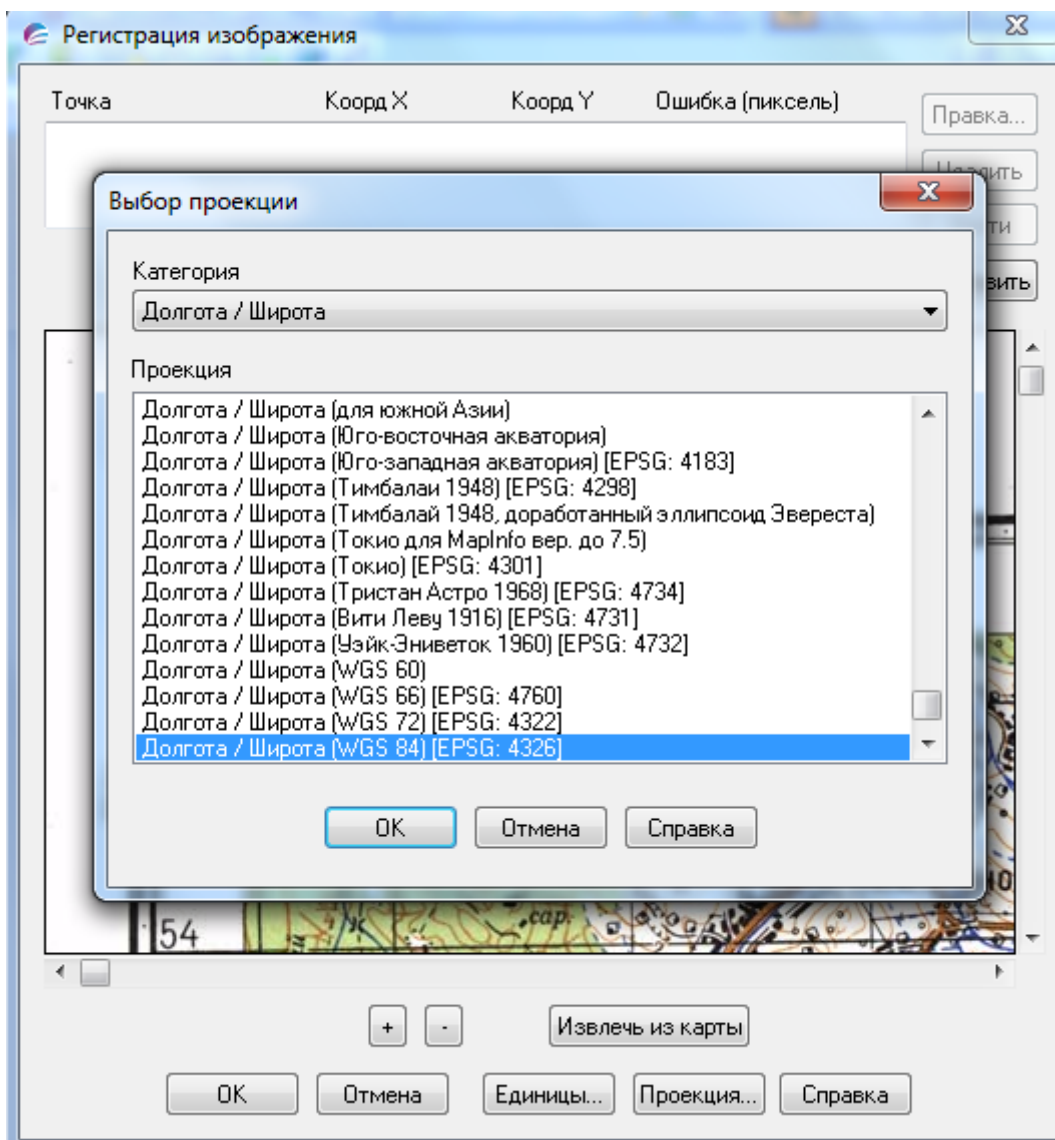 Регистрация изображения
Точка Коорд X Коорд Y Ошибка (пиксель)
Правка...
Выбор проекции
Категория
Долгота / Широта
Проекция
Долгота / Широта (для южной Азии)
Долгота / Широта (Юго-восточная акватория)
Долгота / Широта (Юго-западная акватория) [EPSG: 4183]
Долгота / Широта (Тимбалаи 1948) [EPSG: 4298]
Долгота / Широта (Тимбалай 1948, доработанный эллипсоид Эвереста)
Долгота / Широта (Токио для MapInfo вер. до 7.5)
Долгота / Широта (Токио) [EPSG: 4301]
Долгота / Широта (Тристан Астро 1968) [EPSG: 4734]
Долгота / Широта (Вити Леву 1916) [EPSG: 4731]
Долгота / Широта (Уэйк-Эниветок 1960) [EPSG: 4732]
Долгота / Широта (WGS 60)
Долгота / Широта (WGS 66) [EPSG: 4760]
Долгота / Широта (WGS 72) [EPSG: 4322]
Долгота / Широта (WGS 84) [EPSG: 4326]
OK Отмена Справка
54 сар.
+ - Извлечь из карты
OK Отмена Единицы... Проекция... Справка